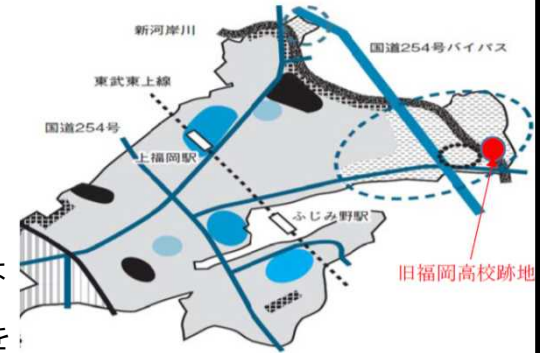 新河岸川
国道254号バイパス
東武東上線
国道254号
上福岡駅
ふじみ野駅
旧福岡高校跡地
を